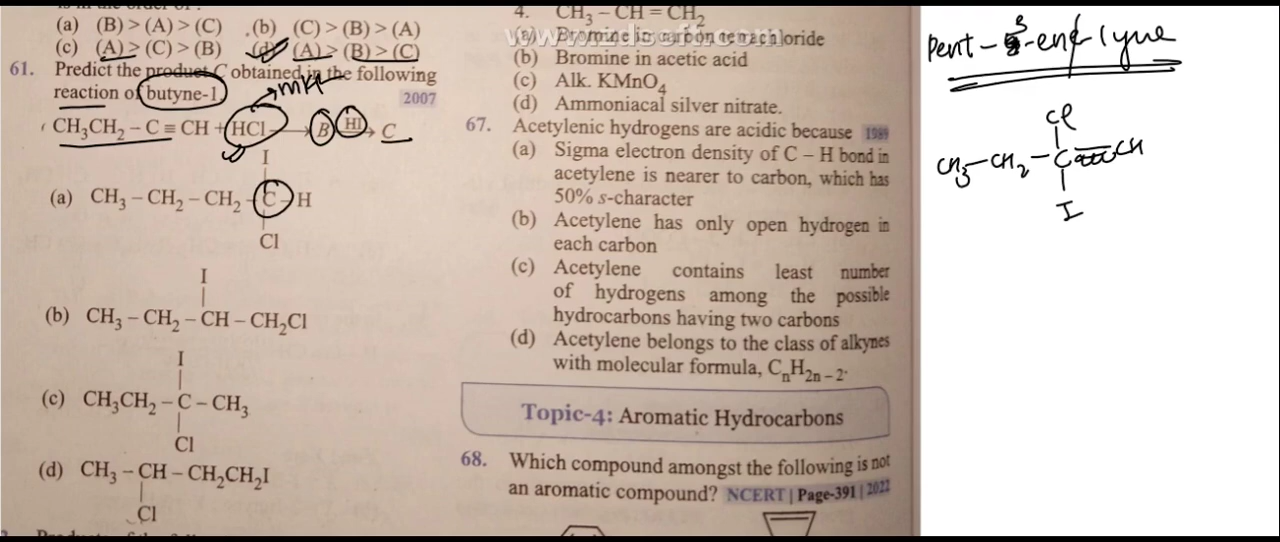 (a) (B) > (A) > (C) (b) (C) > (B) > (A)
(c) (A) > (C) > (B) (d) (A) > (B) > (C)
61. Predict the product C obtained in the following
reaction of butyne-1.
2007
CH₃CH₂ – C ≡ CH + HCl → B HI → C
I
(a) CH₃ – CH₂ – CH₂ – C – H
Cl
I
(b) CH₃ – CH₂ – CH – CH₂Cl
I
(c) CH₃CH₂ – C – CH₃
Cl
(d) CH₃ – CH – CH₂CH₂I
Cl
4. CH₃ – CH = CH₂
(a) Bromine in carbon tetrachloride
(b) Bromine in acetic acid
(c) Alk. KMnO₄
(d) Ammoniacal silver nitrate.
67. Acetylenic hydrogens are acidic because 1989
(a) Sigma electron density of C – H bond in
acetylene is nearer to carbon, which has
50% s-character
(b) Acetylene has only open hydrogen in
each carbon
(c) Acetylene contains least number
of hydrogens among the possible
hydrocarbons having two carbons
(d) Acetylene belongs to the class of alkynes
with molecular formula, CₙH₂ₙ₋₂.
Topic-4: Aromatic Hydrocarbons
68. Which compound amongst the following is not
an aromatic compound? NCERT | Page-391 | 2022
Pent-3-en-1yne
Cl
CH₃-CH₂-C CH
I